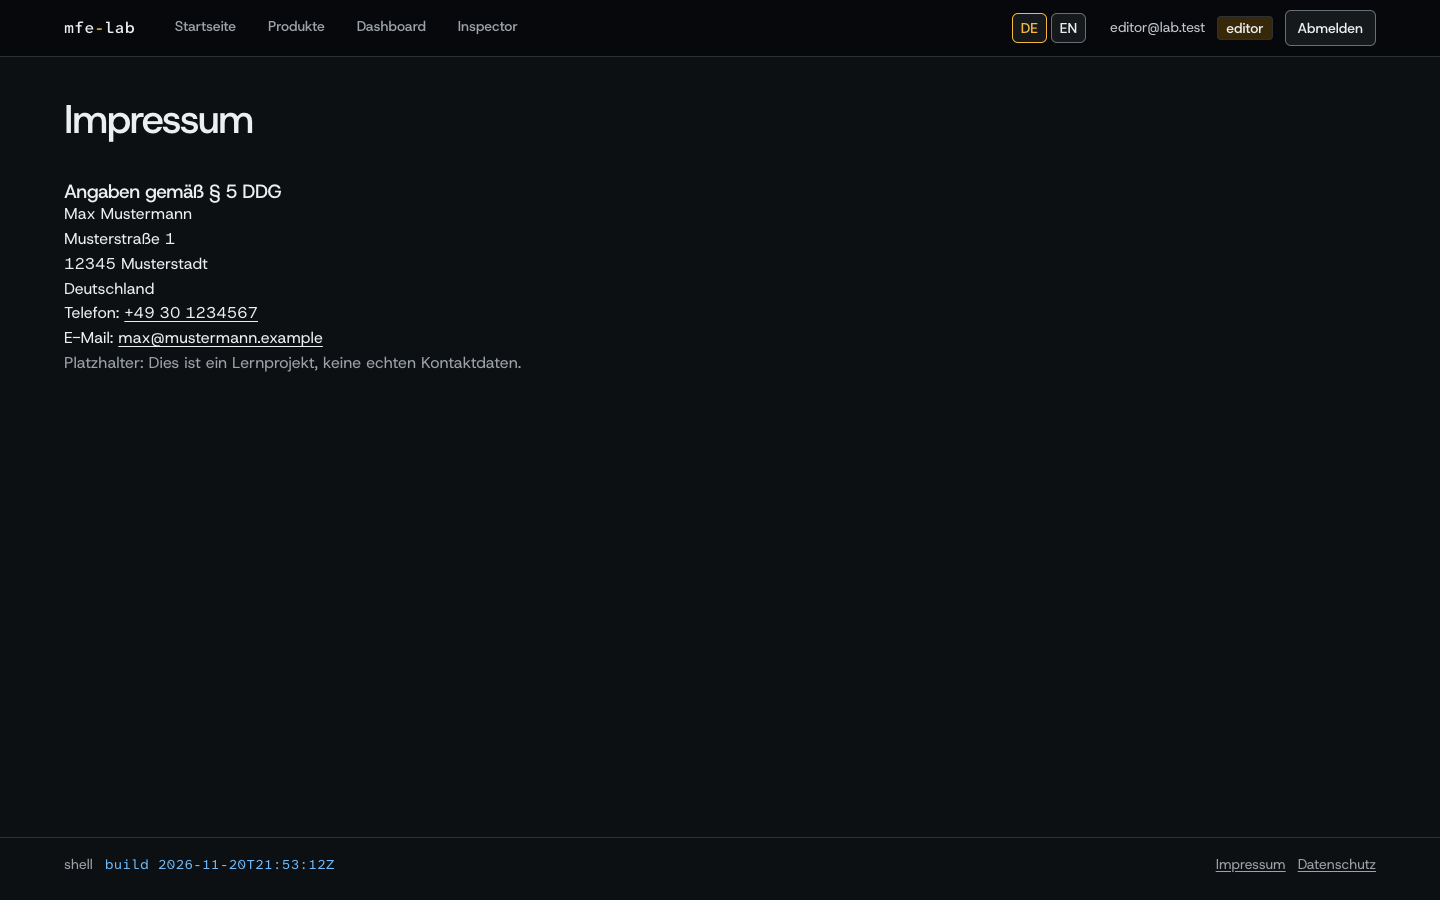 mfe-lab Startseite Produkte Dashboard Inspector DE EN editor@lab.test editor Abmelden
Impressum
Angaben gemäß § 5 DDG
Max Mustermann
Musterstraße 1
12345 Musterstadt
Deutschland
Telefon: +49 30 1234567
E-Mail: max@mustermann.example
Platzhalter: Dies ist ein Lernprojekt, keine echten Kontaktdaten.
shell build 2026-11-20T21:53:12Z Impressum Datenschutz